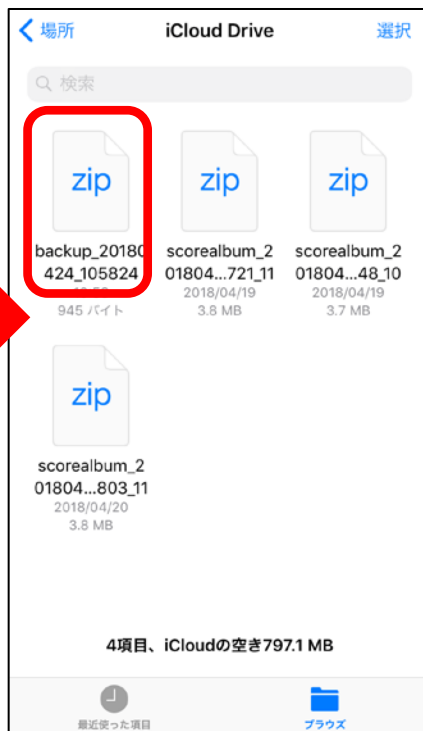 場所
iCloud Drive
選択
検索
zip
zip
zip
backup_20180
424_105824
945 バイト
scorealbum_2
01804...721_11
2018/04/19
3.8 MB
scorealbum_2
01804...48_10
2018/04/19
3.7 MB
zip
scorealbum_2
01804...803_11
2018/04/20
3.8 MB
4項目、iCloudの空き797.1 MB
最近使った項目
ブラウズ